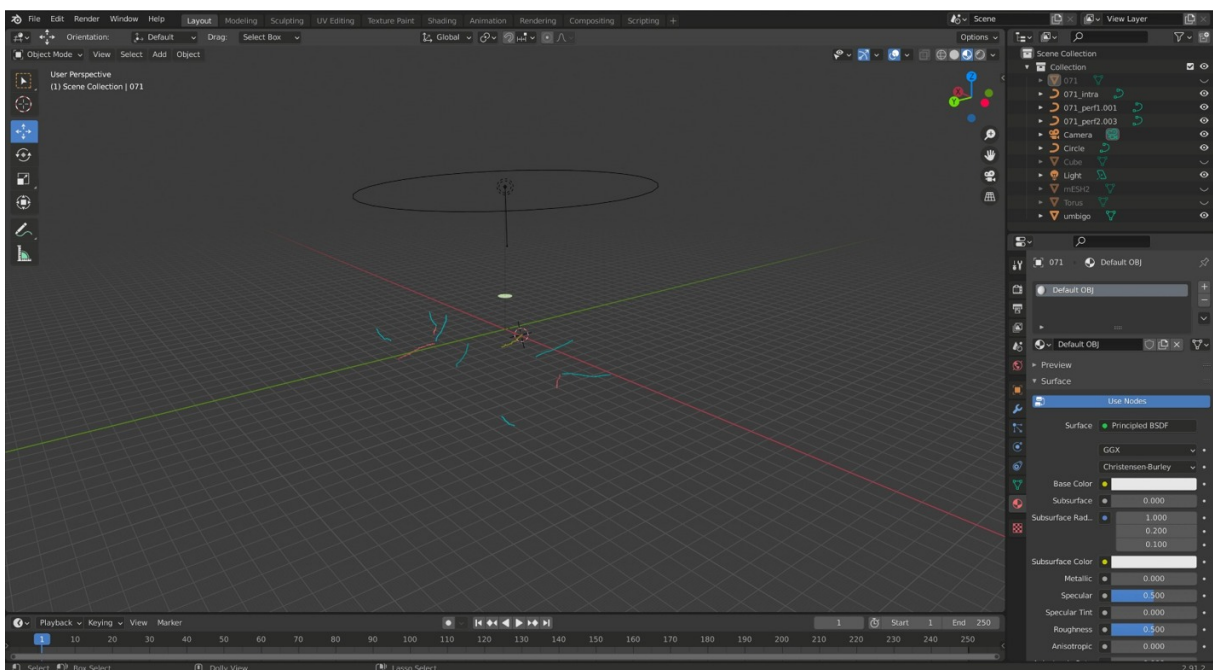 File Edit Render Window Help Layout Modeling Sculpting UV Editing Texture Paint Shading Animation Rendering Compositing Scripting + Scene View Layer
Orientation: Default Drag: Select Box Global Options
Object Mode View Select Add Object
User Perspective
(1) Scene Collection | 071
Z
Y
Scene Collection
Collection
071
071_intra
071_perf1.001
071_perf2.003
Camera
Circle
Cube
Light
mESH2
Torus
umbigo
071 Default OBJ
Default OBJ
Default OBJ
Preview
Surface
Use Nodes
Surface Principled BSDF
GGX
Christensen-Burley
Base Color
Subsurface 0.000
Subsurface Rad... 1.000
0.200
0.100
Subsurface Color
Metallic 0.000
Specular 0.500
Specular Tint 0.000
Roughness 0.500
Anisotropic 0.000
Playback Keying View Marker 1 Start 1 End 250
1 10 20 30 40 50 60 70 80 90 100 110 120 130 140 150 160 170 180 190 200 210 220 230 240 250
Select Box Select Dolly View Lasso Select 2.91.2